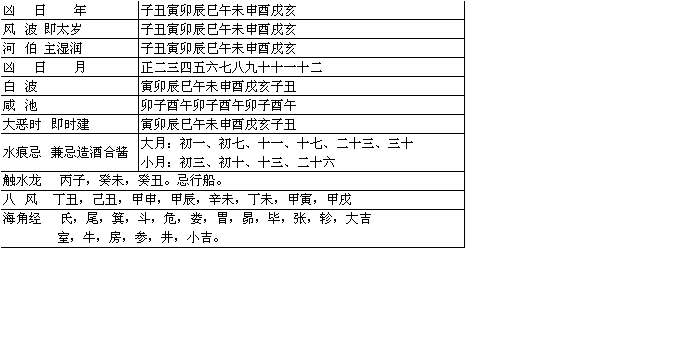 凶 日 年 子丑寅卯辰巳午未申酉戌亥
风 波 即太岁 子丑寅卯辰巳午未申酉戌亥
河 伯 主湿润 子丑寅卯辰巳午未申酉戌亥
凶 日 月 正二三四五六七八九十十一十二
白 波 寅卯辰巳午未申酉戌亥子丑
咸 池 卯子酉午卯子酉午卯子酉午
大恶时 即时建 寅卯辰巳午未申酉戌亥子丑
水痕忌 兼忌造酒合酱 大月：初一、初七、十一、十七、二十三、三十
小月：初三、初十、十三、二十六
触水龙 丙子，癸未，癸丑。忌行船。
八 风 丁丑，己丑，甲申，甲辰，辛未，丁未，甲寅，甲戌
海角经 氏，尾，箕，斗，危，娄，胃，昴，毕，张，轸，大吉
室，牛，房，参，井，小吉。